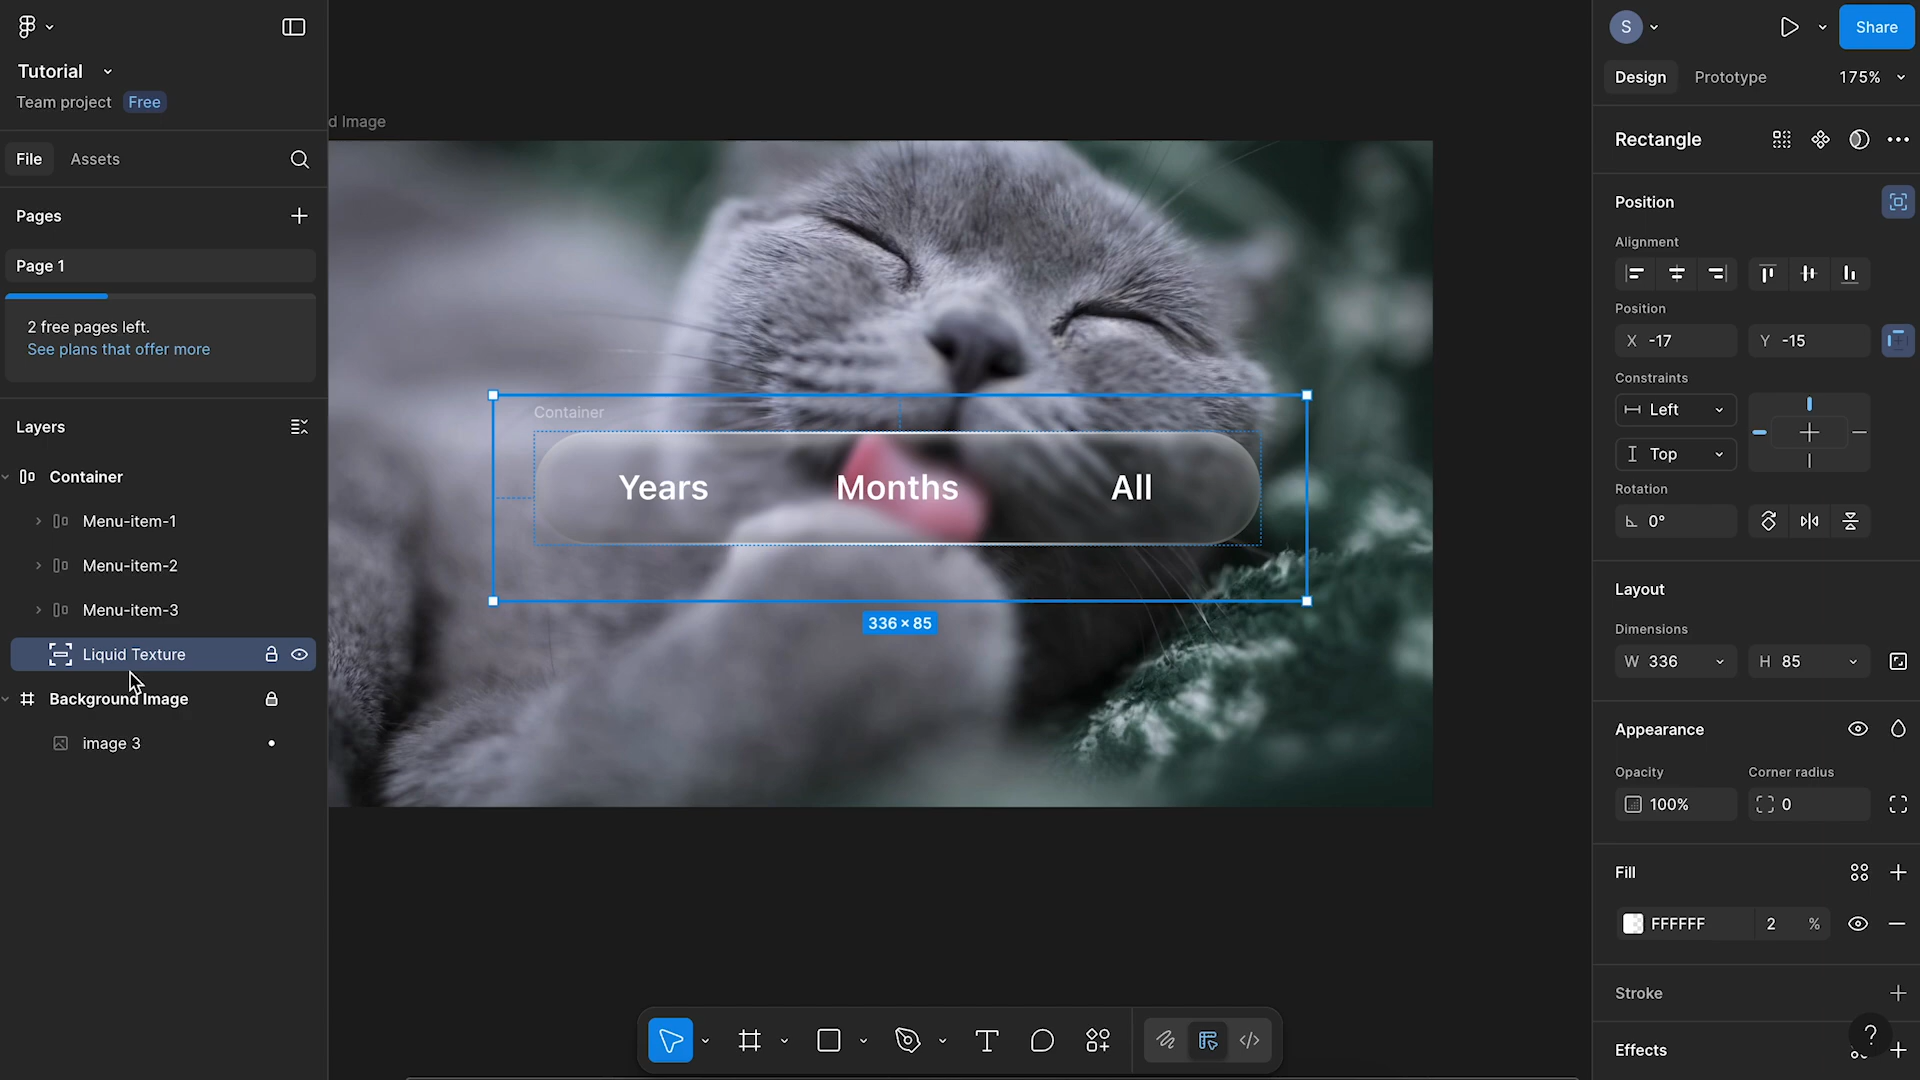 Tutorial
Team project Free
File Assets
Pages
Page 1
2 free pages left.
See plans that offer more
Layers
Container
Menu-item-1
Menu-item-2
Menu-item-3
Liquid Texture
Background Image
image 3
d Image
Container
Years Months All
336 × 85
S
Share
Design Prototype 175%
Rectangle
Position
Alignment
Position
X -17 Y -15
Constraints
Left
Top
Rotation
0°
Layout
Dimensions
W 336 H 85
Appearance
Opacity Corner radius
100% 0
Fill
FFFFFF 2 %
Stroke
Effects
?